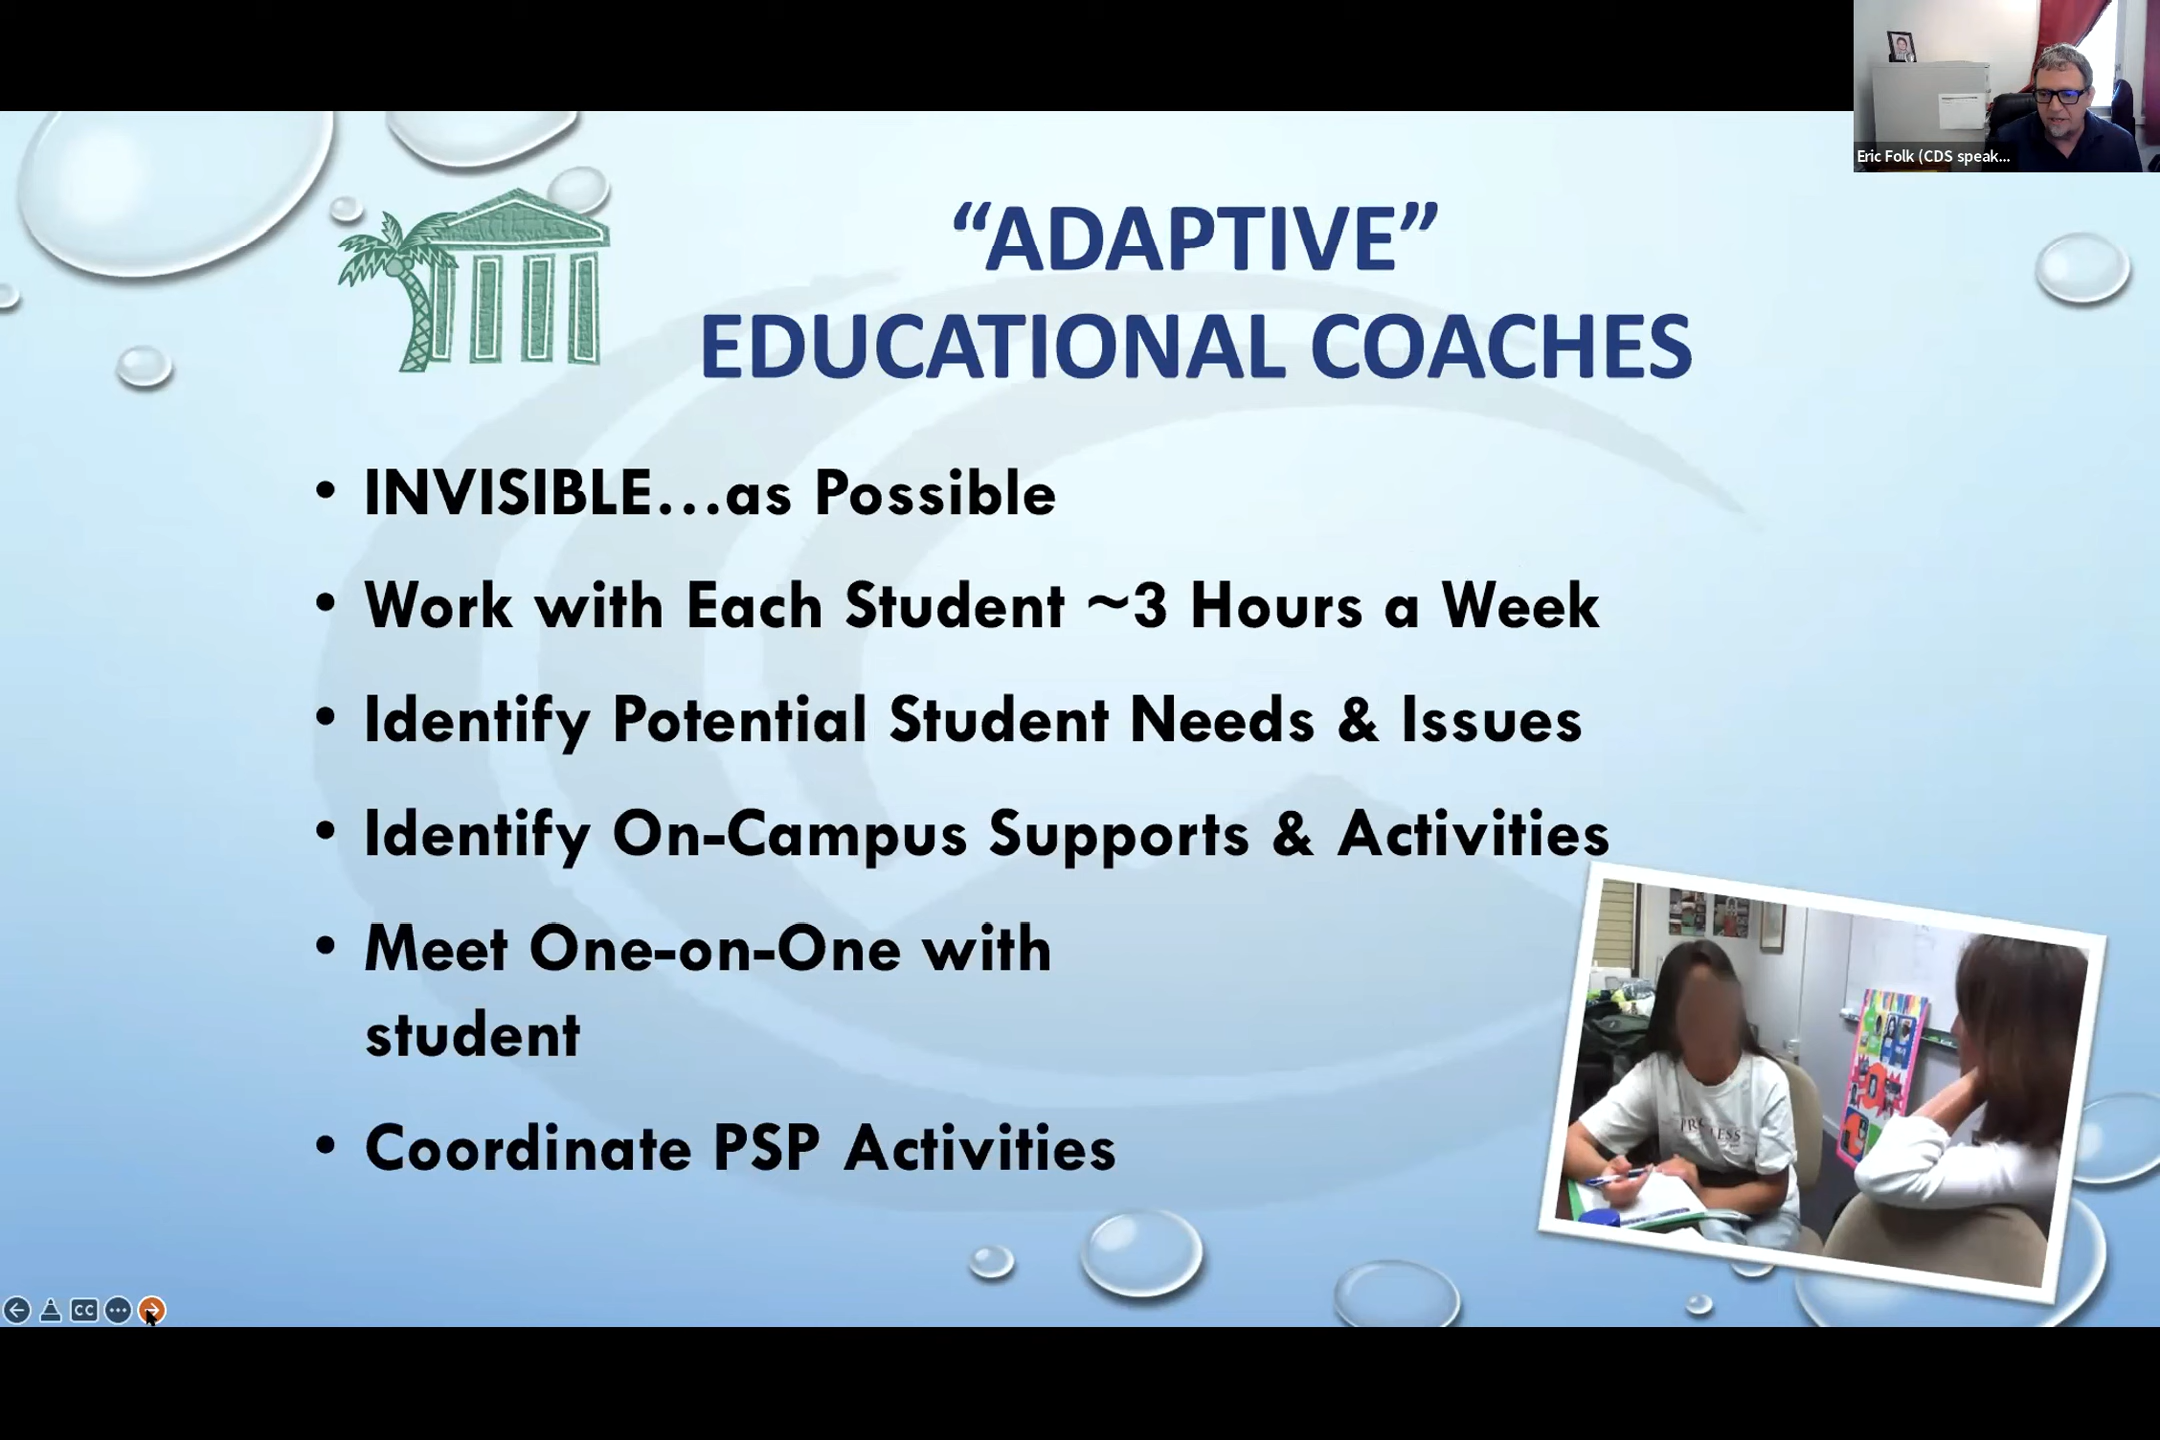 Eric Folk (CDS speak...
“ADAPTIVE”
EDUCATIONAL COACHES
• INVISIBLE...as Possible
• Work with Each Student ~3 Hours a Week
• Identify Potential Student Needs & Issues
• Identify On-Campus Supports & Activities
• Meet One-on-One with
student
• Coordinate PSP Activities
CC